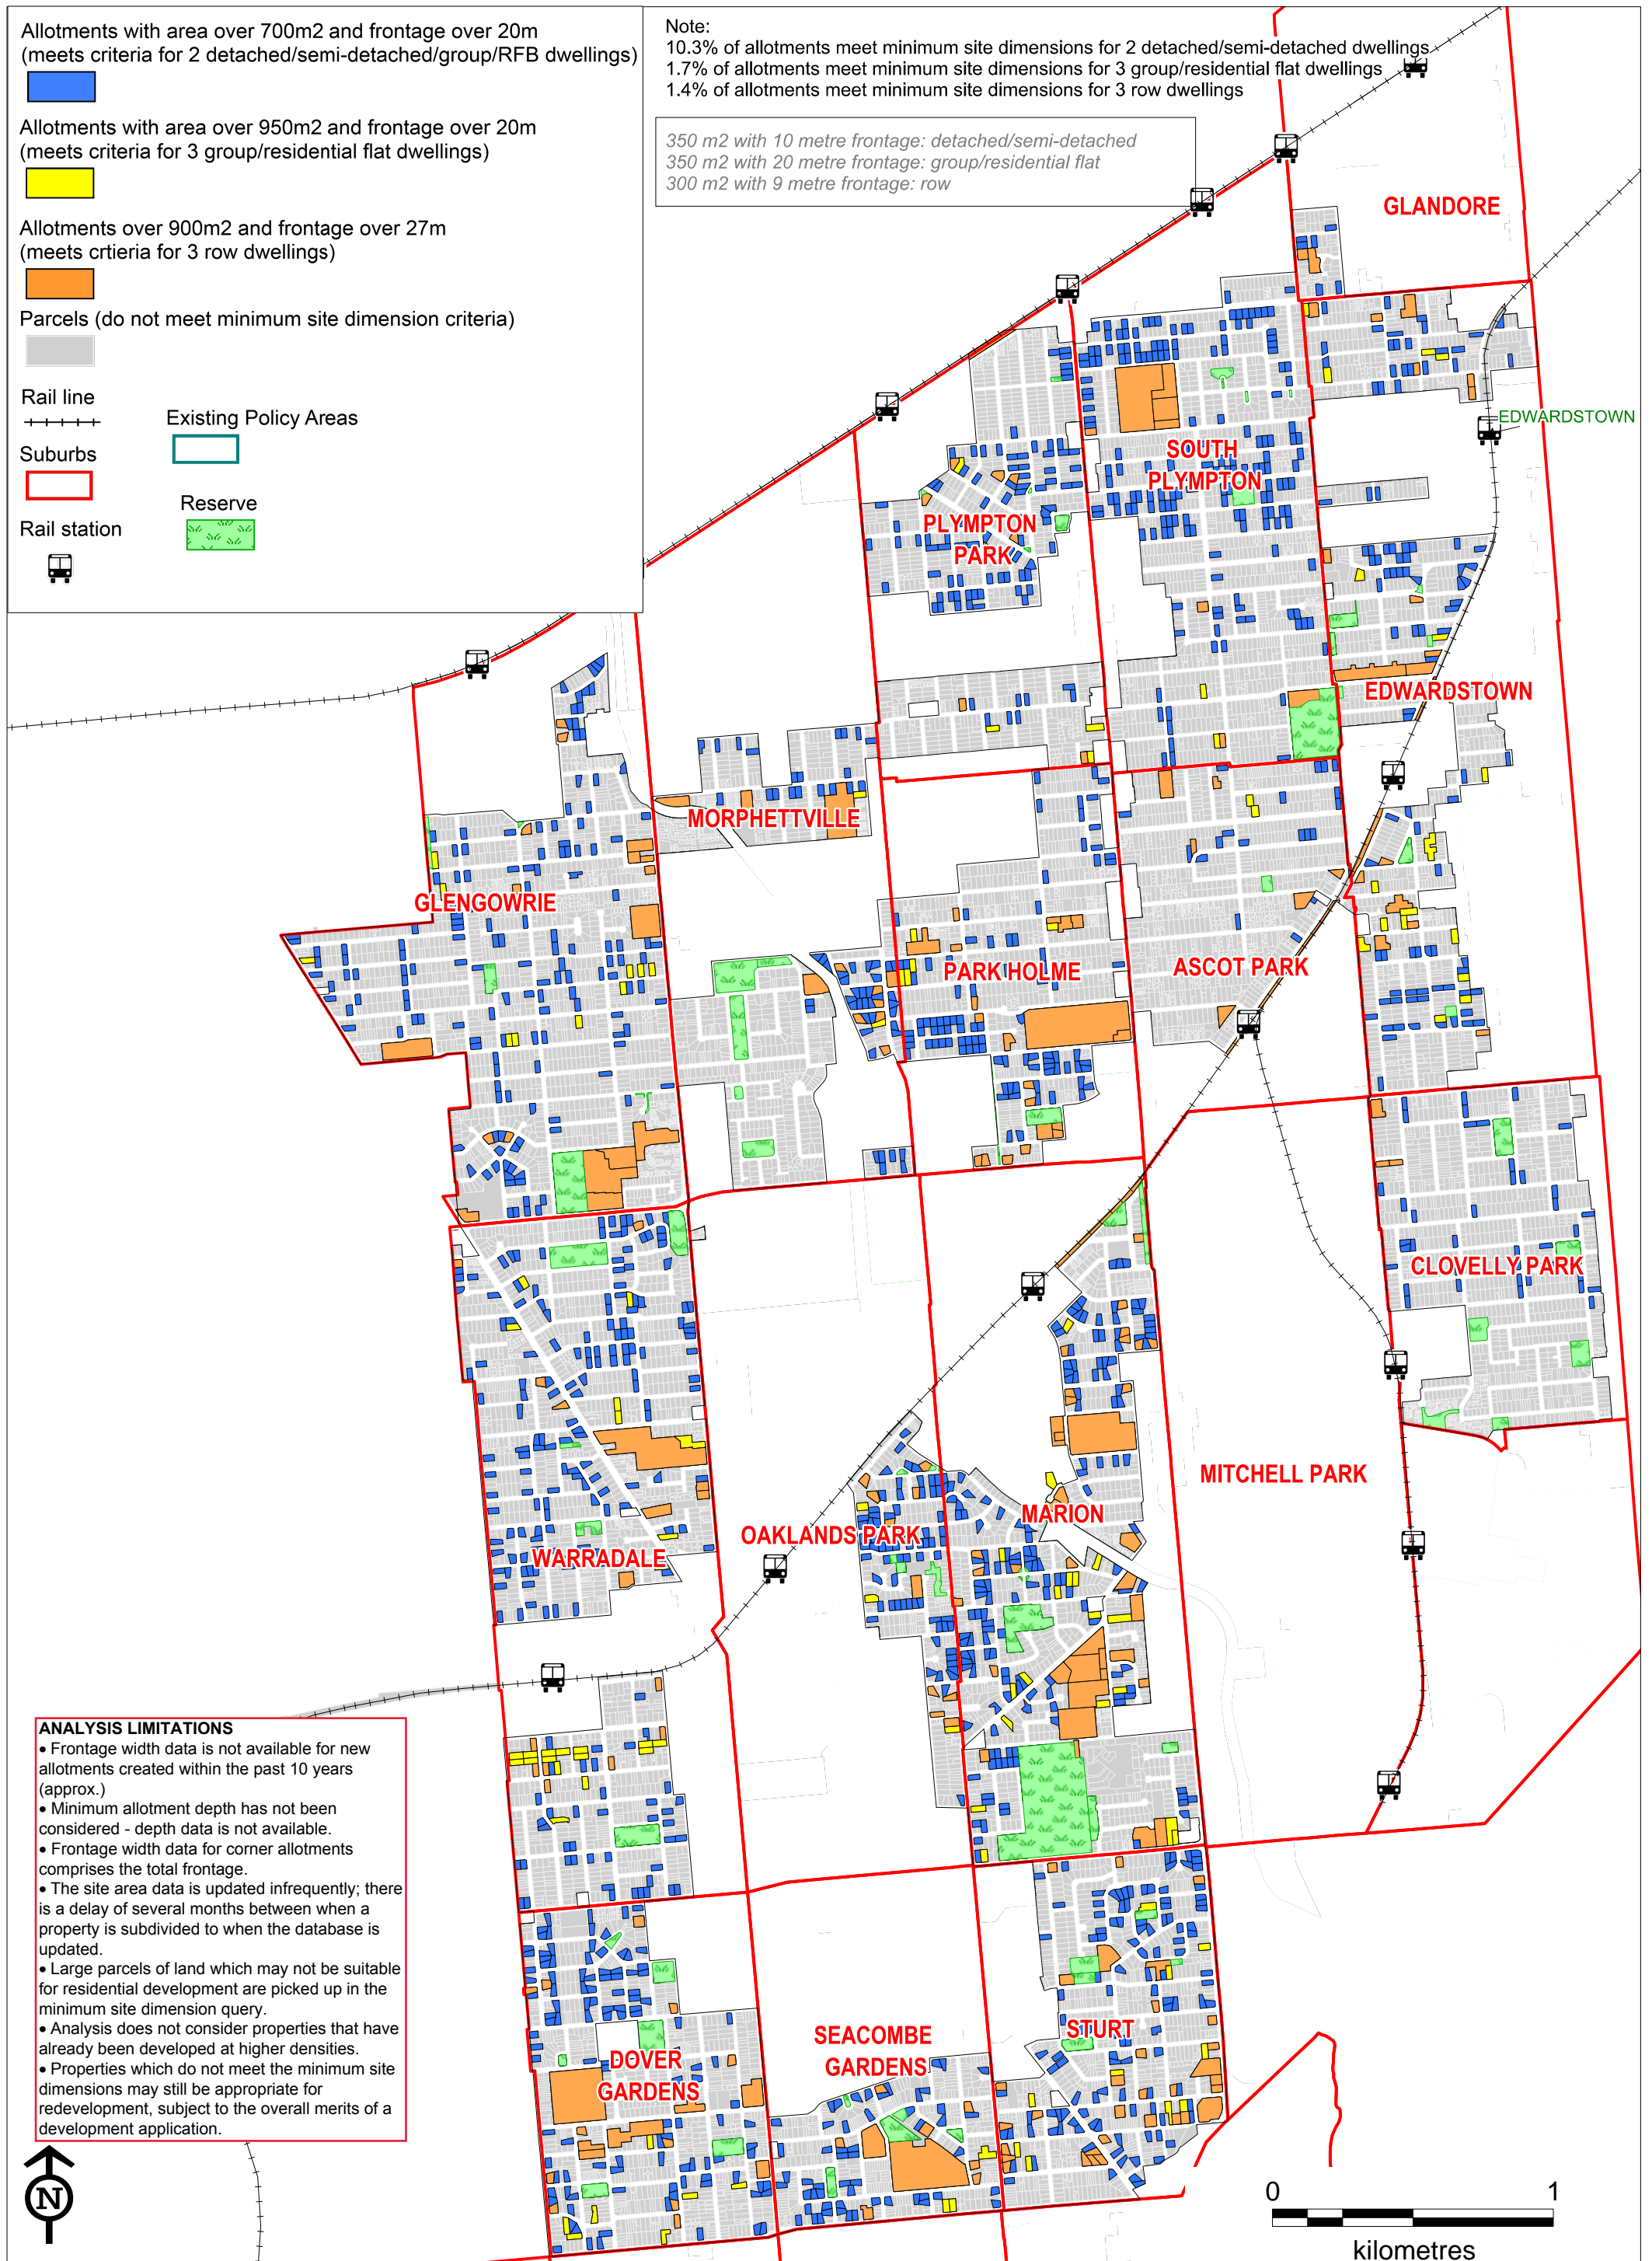 Allotments with area over 700m2 and frontage over 20m
(meets criteria for 2 detached/semi-detached/group/RFB dwellings)
Allotments with area over 950m2 and frontage over 20m
(meets criteria for 3 group/residential flat dwellings)
Allotments over 900m2 and frontage over 27m
(meets crtieria for 3 row dwellings)
Parcels (do not meet minimum site dimension criteria)
Rail line
Existing Policy Areas
Suburbs
Reserve
Rail station
Note:
10.3% of allotments meet minimum site dimensions for 2 detached/semi-detached dwellings
1.7% of allotments meet minimum site dimensions for 3 group/residential flat dwellings
1.4% of allotments meet minimum site dimensions for 3 row dwellings
350 m2 with 10 metre frontage: detached/semi-detached
350 m2 with 20 metre frontage: group/residential flat
300 m2 with 9 metre frontage: row
GLANDORE
EDWARDSTOWN
SOUTH
PLYMPTON
PLYMPTON
PARK
EDWARDSTOWN
MORPHETTVILLE
GLENGOWRIE
PARK HOLME
ASCOT PARK
CLOVELLY PARK
MITCHELL PARK
MARION
OAKLANDS PARK
WARRADALE
SEACOMBE
GARDENS
STURT
DOVER
GARDENS
ANALYSIS LIMITATIONS
• Frontage width data is not available for new
allotments created within the past 10 years
(approx.)
• Minimum allotment depth has not been
considered - depth data is not available.
• Frontage width data for corner allotments
comprises the total frontage.
• The site area data is updated infrequently; there
is a delay of several months between when a
property is subdivided to when the database is
updated.
• Large parcels of land which may not be suitable
for residential development are picked up in the
minimum site dimension query.
• Analysis does not consider properties that have
already been developed at higher densities.
• Properties which do not meet the minimum site
dimensions may still be appropriate for
redevelopment, subject to the overall merits of a
development application.
N
0 1
kilometres